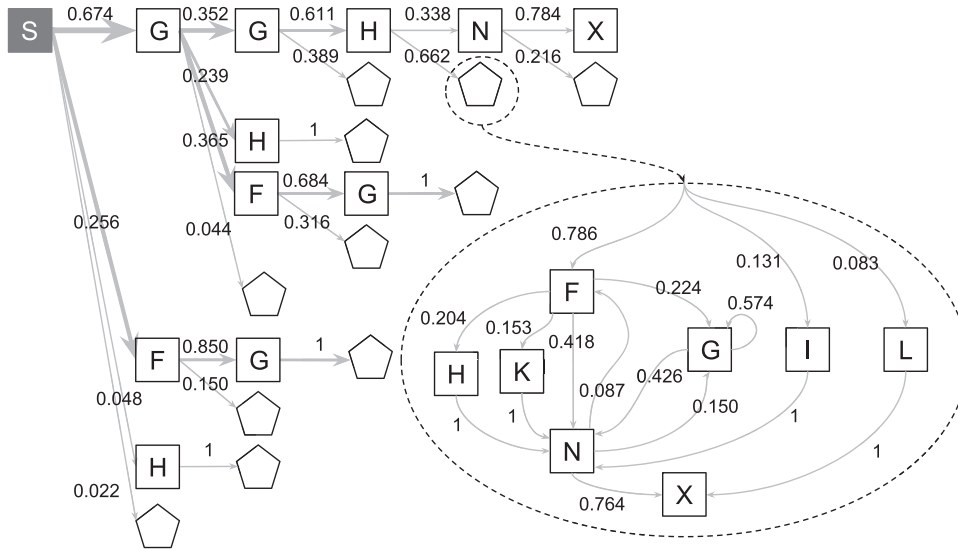 0.674 0.352 0.611 0.338 0.784
S G G H N X
0.389 0.662 0.216
0.239
0.365 H 1
F 0.684 G 1
0.316
0.256 0.044
0.786
0.131 0.083
F 0.224
0.574
0.204 0.153 0.418
F 0.850 G 1
H K G I L
0.150 0.087 0.426
0.048 0.150
1 1 1
H 1 N 1
0.022 0.764 X